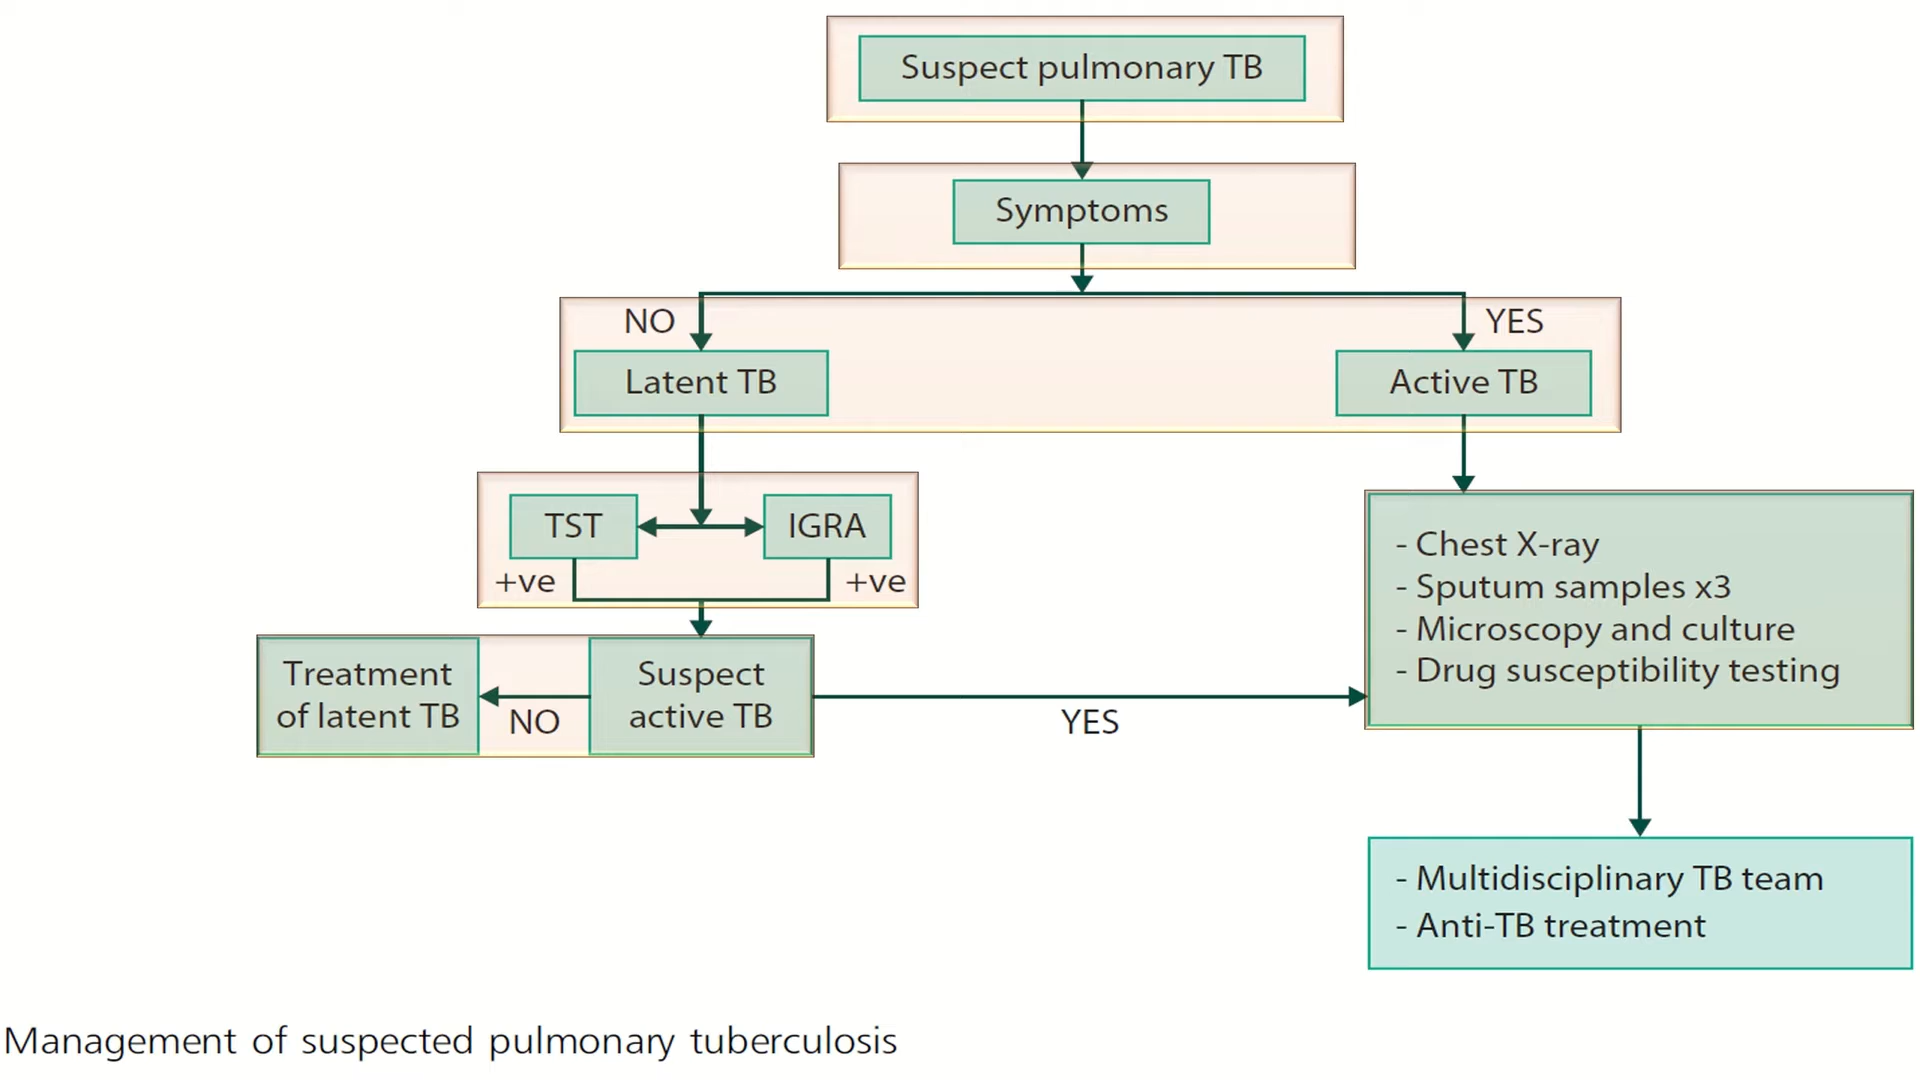 Suspect pulmonary TB
Symptoms
NO
YES
Latent TB
Active TB
TST
IGRA
+ve
+ve
- Chest X-ray
- Sputum samples x3
- Microscopy and culture
- Drug susceptibility testing
Treatment
of latent TB
NO
Suspect
active TB
YES
- Multidisciplinary TB team
- Anti-TB treatment
Management of suspected pulmonary tuberculosis